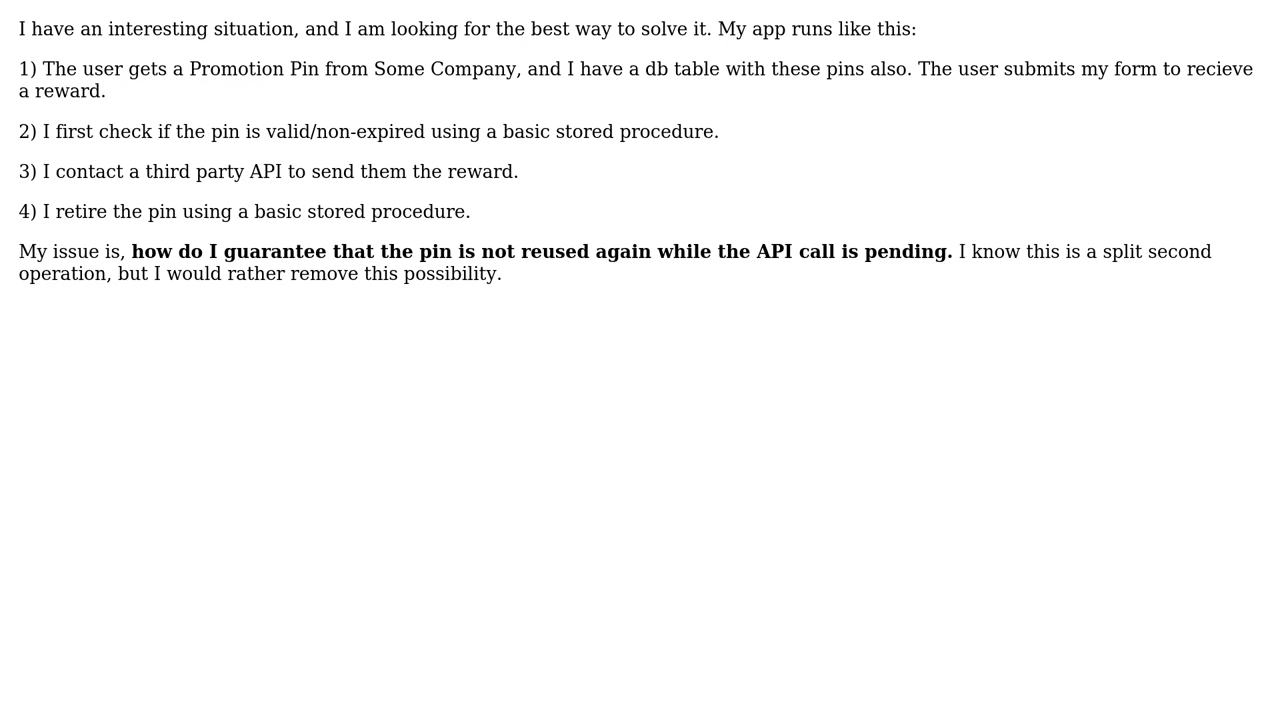 I have an interesting situation, and I am looking for the best way to solve it. My app runs like this:
1) The user gets a Promotion Pin from Some Company, and I have a db table with these pins also. The user submits my form to recieve
a reward.
2) I first check if the pin is valid/non-expired using a basic stored procedure.
3) I contact a third party API to send them the reward.
4) I retire the pin using a basic stored procedure.
My issue is, how do I guarantee that the pin is not reused again while the API call is pending. I know this is a split second
operation, but I would rather remove this possibility.